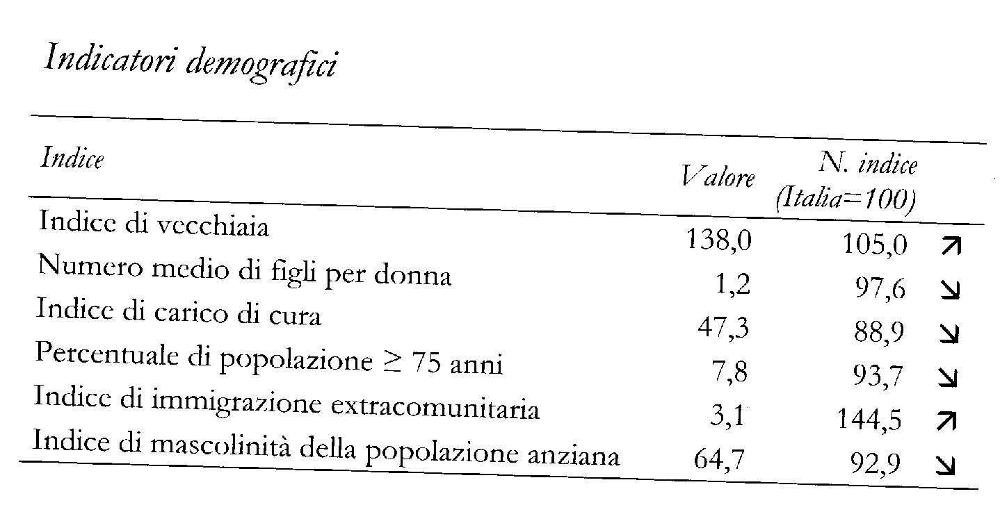 Indicatori demografici
Indice Valore N. indice
(Italia=100)
Indice di vecchiaia 138,0 105,0 ↗
Numero medio di figli per donna 1,2 97,6 ↘
Indice di carico di cura 47,3 88,9 ↘
Percentuale di popolazione ≥ 75 anni 7,8 93,7 ↘
Indice di immigrazione extracomunitaria 3,1 144,5 ↗
Indice di mascolinità della popolazione anziana 64,7 92,9 ↘